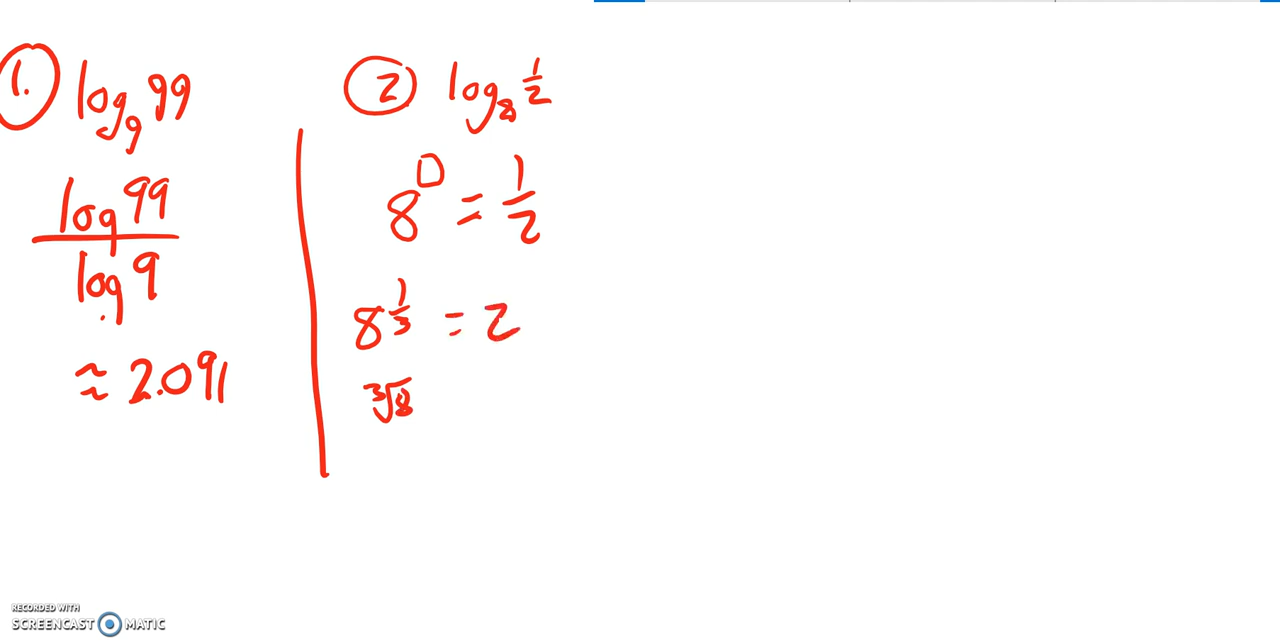 1.
log₉ 99
log 99
log 9
≈ 2.091
2
log₈ 1/2
8^□ = 1/2
8^1/3 = 2
³√8
RECORDED WITH
SCREENCAST MATIC